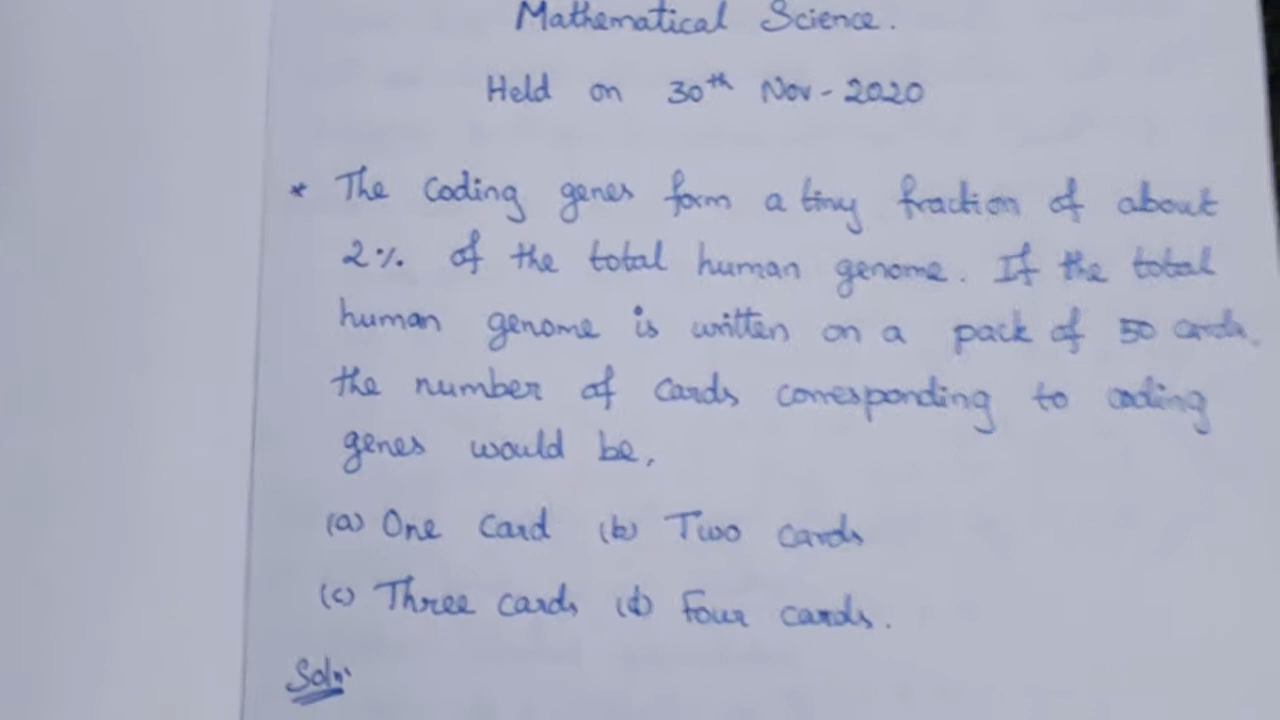 Mathematical Science.
Held on 30th Nov - 2020
* The coding genes form a tiny fraction of about
2% of the total human genome. If the total
human genome is written on a pack of 50 cards,
the number of cards corresponding to coding
genes would be,
(a) One card (b) Two cards
(c) Three cards (d) Four cards.
Soln: